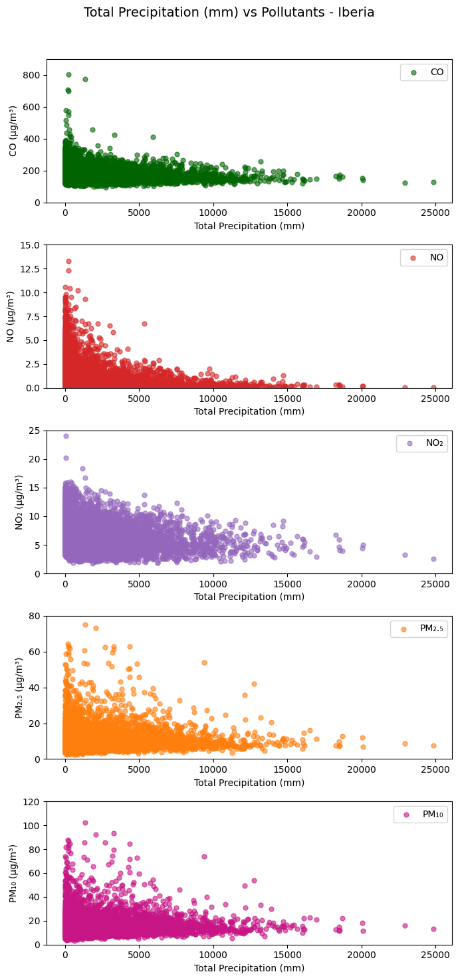 Total Precipitation (mm) vs Pollutants - Iberia
CO
800
600
400
200
0
CO (µg/m³)
0 5000 10000 15000 20000 25000
Total Precipitation (mm)
NO
15.0
12.5
10.0
7.5
5.0
2.5
0.0
NO (µg/m³)
0 5000 10000 15000 20000 25000
Total Precipitation (mm)
NO₂
25
20
15
10
5
0
NO₂ (µg/m³)
0 5000 10000 15000 20000 25000
Total Precipitation (mm)
PM₂.₅
80
60
40
20
0
PM₂.₅ (µg/m³)
0 5000 10000 15000 20000 25000
Total Precipitation (mm)
PM₁₀
120
100
80
60
40
20
0
PM₁₀ (µg/m³)
0 5000 10000 15000 20000 25000
Total Precipitation (mm)